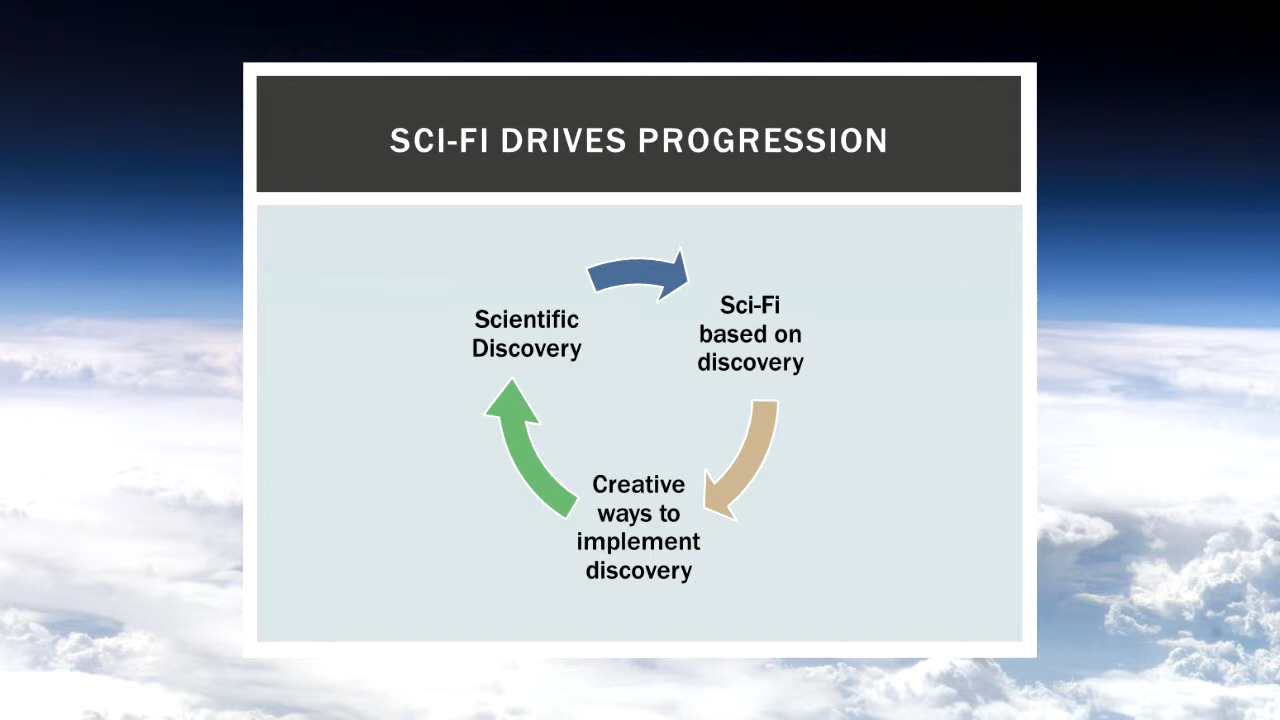 SCI-FI DRIVES PROGRESSION
Scientific
Discovery
Sci-Fi
based on
discovery
Creative
ways to
implement
discovery